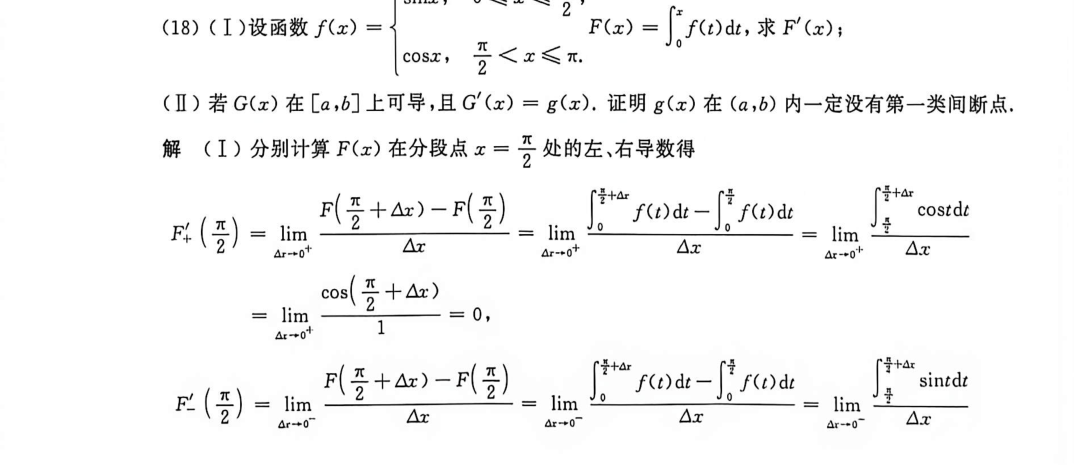 sinx, 0 ⩽ x ⩽ π/2,
(18) (Ⅰ)设函数 f(x) = { F(x) = ∫₀ˣ f(t)dt, 求 F′(x);
cosx, π/2 < x ⩽ π.
(Ⅱ) 若 G(x) 在 [a,b] 上可导,且 G′(x) = g(x). 证明 g(x) 在 (a,b) 内一定没有第一类间断点.
解 (Ⅰ) 分别计算 F(x) 在分段点 x = π/2 处的左、右导数得
F′₊(π/2) = lim_{Δx→0⁺} [F(π/2 + Δx) − F(π/2)]/Δx = lim_{Δx→0⁺} [∫₀^{π/2+Δx} f(t)dt − ∫₀^{π/2} f(t)dt]/Δx = lim_{Δx→0⁺} [∫_{π/2}^{π/2+Δx} costdt]/Δx
= lim_{Δx→0⁺} cos(π/2 + Δx)/1 = 0,
F′₋(π/2) = lim_{Δx→0⁻} [F(π/2 + Δx) − F(π/2)]/Δx = lim_{Δx→0⁻} [∫₀^{π/2+Δx} f(t)dt − ∫₀^{π/2} f(t)dt]/Δx = lim_{Δx→0⁻} [∫_{π/2}^{π/2+Δx} sintdt]/Δx